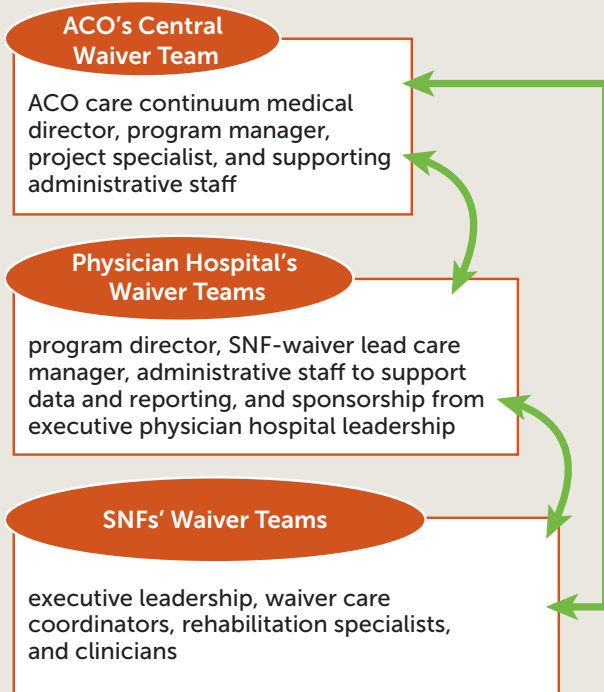 ACO's Central
Waiver Team
ACO care continuum medical
director, program manager,
project specialist, and supporting
administrative staff
Physician Hospital's
Waiver Teams
program director, SNF-waiver lead care
manager, administrative staff to support
data and reporting, and sponsorship from
executive physician hospital leadership
SNFs' Waiver Teams
executive leadership, waiver care
coordinators, rehabilitation specialists,
and clinicians